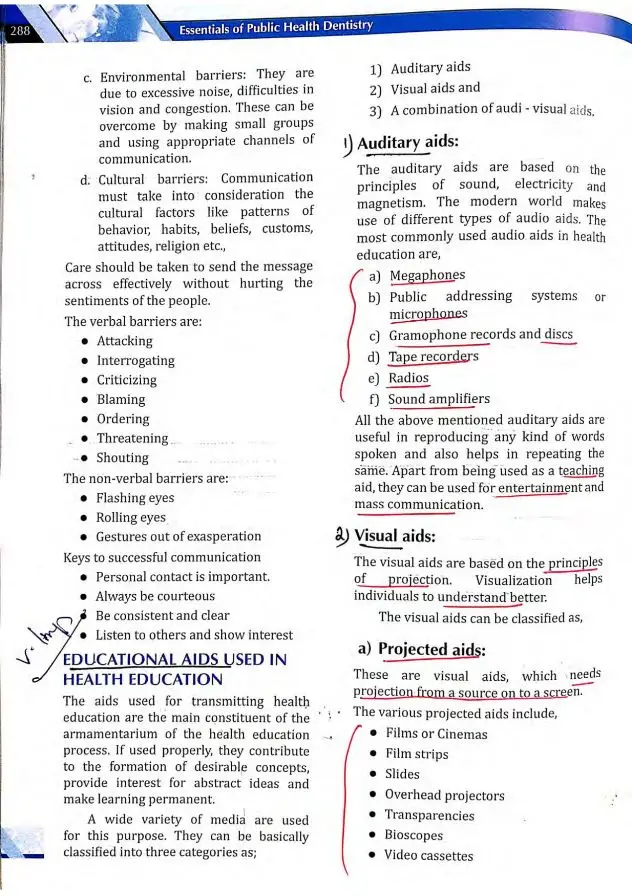 288
Essentials of Public Health Dentistry
c. Environmental barriers: They are
due to excessive noise, difficulties in
vision and congestion. These can be
overcome by making small groups
and using appropriate channels of
communication.
d. Cultural barriers: Communication
must take into consideration the
cultural factors like patterns of
behavior, habits, beliefs, customs,
attitudes, religion etc.,
Care should be taken to send the message
across effectively without hurting the
sentiments of the people.
The verbal barriers are:
● Attacking
● Interrogating
● Criticizing
● Blaming
● Ordering
● Threatening
● Shouting
The non-verbal barriers are:
● Flashing eyes
● Rolling eyes
● Gestures out of exasperation
Keys to successful communication
● Personal contact is important.
● Always be courteous
● Be consistent and clear
● Listen to others and show interest
V. Imp
EDUCATIONAL AIDS USED IN
HEALTH EDUCATION
The aids used for transmitting health
education are the main constituent of the
armamentarium of the health education
process. If used properly, they contribute
to the formation of desirable concepts,
provide interest for abstract ideas and
make learning permanent.
A wide variety of media are used
for this purpose. They can be basically
classified into three categories as;
1) Auditary aids
2) Visual aids and
3) A combination of audi - visual aids.
1) Auditary aids:
The auditary aids are based on the
principles of sound, electricity and
magnetism. The modern world makes
use of different types of audio aids. The
most commonly used audio aids in health
education are,
a) Megaphones
b) Public addressing systems or
microphones
c) Gramophone records and discs
d) Tape recorders
e) Radios
f) Sound amplifiers
All the above mentioned auditary aids are
useful in reproducing any kind of words
spoken and also helps in repeating the
same. Apart from being used as a teaching
aid, they can be used for entertainment and
mass communication.
2) Visual aids:
The visual aids are based on the principles
of projection. Visualization helps
individuals to understand better.
The visual aids can be classified as,
a) Projected aids:
These are visual aids, which needs
projection from a source on to a screen.
The various projected aids include,
● Films or Cinemas
● Film strips
● Slides
● Overhead projectors
● Transparencies
● Bioscopes
● Video cassettes